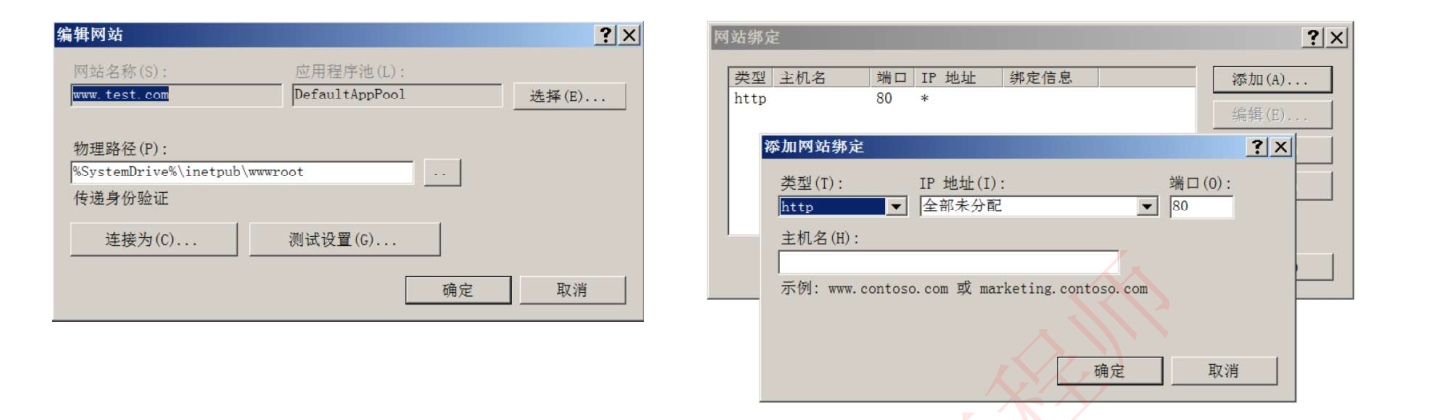 编辑网站
网站名称(S):
应用程序池(L):
www.test.com
DefaultAppPool
选择(E)...
物理路径(P):
%SystemDrive%\inetpub\wwwroot
..
传递身份验证
连接为(C)...
测试设置(G)...
确定
取消
网站绑定
类型 主机名 端口 IP 地址 绑定信息
http 80 *
添加(A)...
编辑(E)...
添加网站绑定
类型(T):
IP 地址(I):
端口(O):
http
全部未分配
80
主机名(H):
示例: www.contoso.com 或 marketing.contoso.com
确定
取消
程师